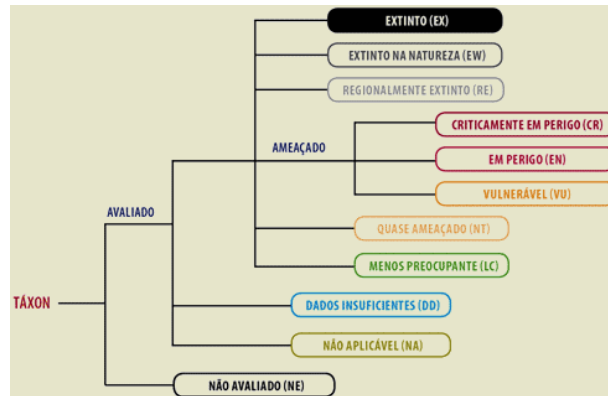 EXTINTO (EX)
EXTINTO NA NATUREZA (EW)
REGIONALMENTE EXTINTO (RE)
CRITICAMENTE EM PERIGO (CR)
AMEAÇADO
EM PERIGO (EN)
VULNERÁVEL (VU)
AVALIADO
QUASE AMEAÇADO (NT)
MENOS PREOCUPANTE (LC)
TÁXON
DADOS INSUFICIENTES (DD)
NÃO APLICÁVEL (NA)
NÃO AVALIADO (NE)